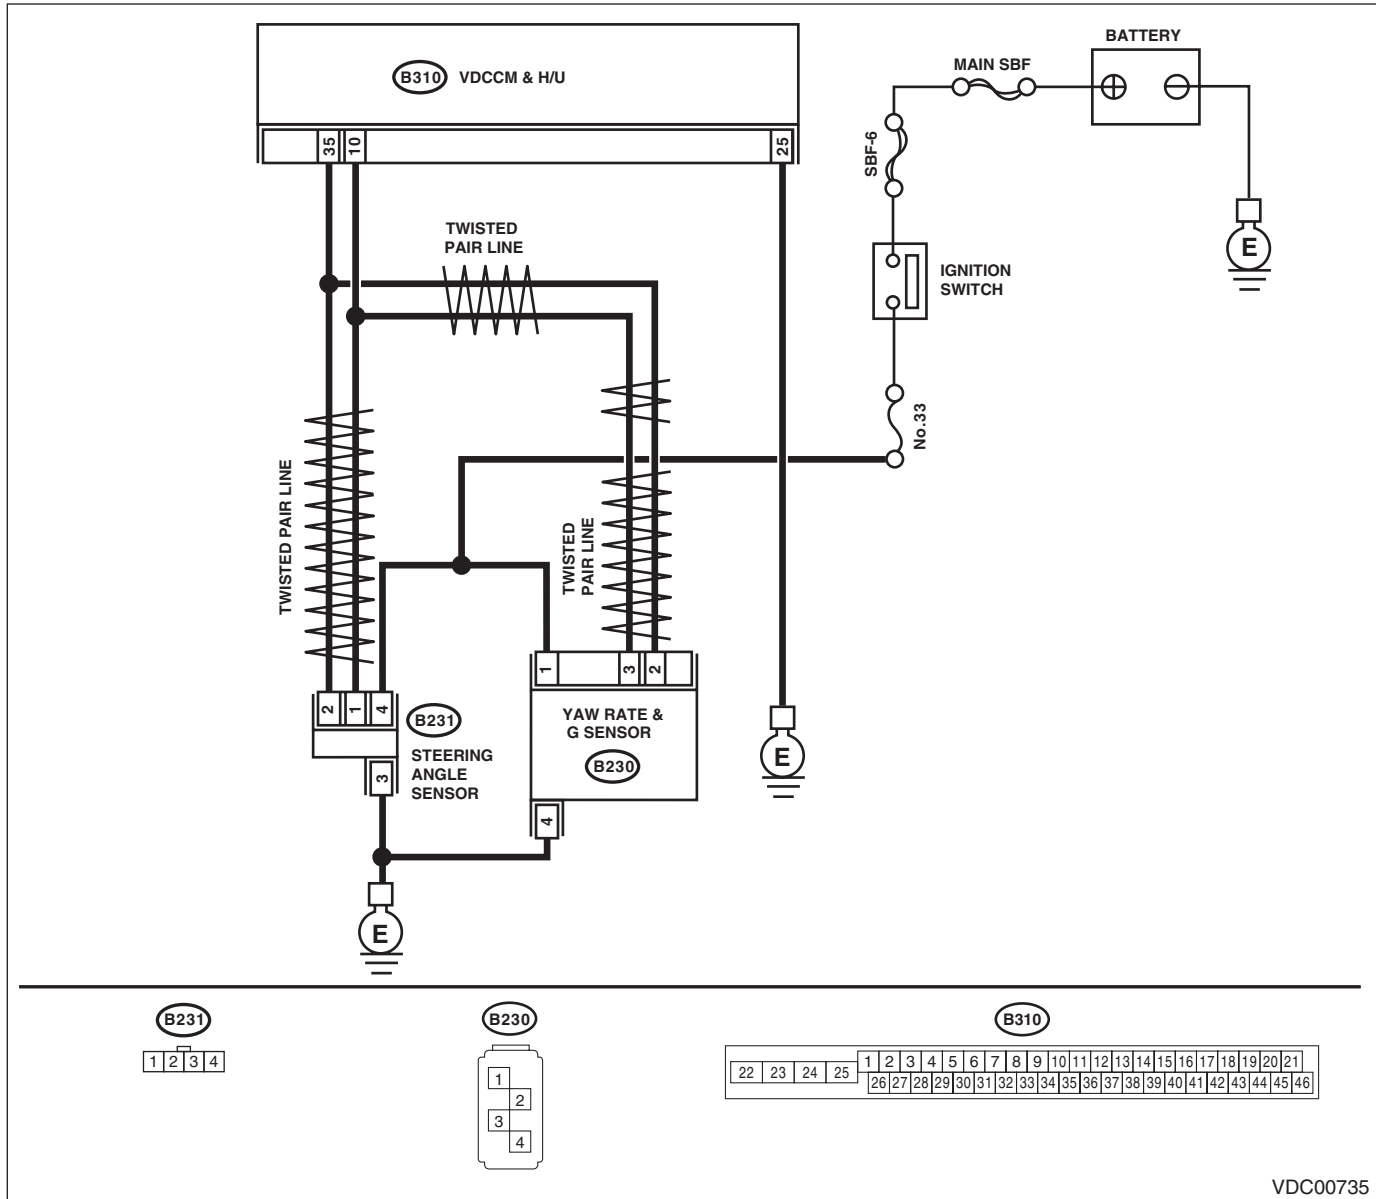 BATTERY
MAIN SBF
B310 VDCCM & H/U
35 10 25
SBF-6
TWISTED
PAIR LINE
E
IGNITION
SWITCH
No.33
TWISTED PAIR LINE
TWISTED
PAIR LINE
1 3 2
2 1 4
B231
STEERING
ANGLE
SENSOR
YAW RATE &
G SENSOR
B230
E
3
4
E
B231
1 2 3 4
B230
1
2
3
4
B310
1 2 3 4 5 6 7 8 9 10 11 12 13 14 15 16 17 18 19 20 21
22 23 24 25
26 27 28 29 30 31 32 33 34 35 36 37 38 39 40 41 42 43 44 45 46
VDC00735